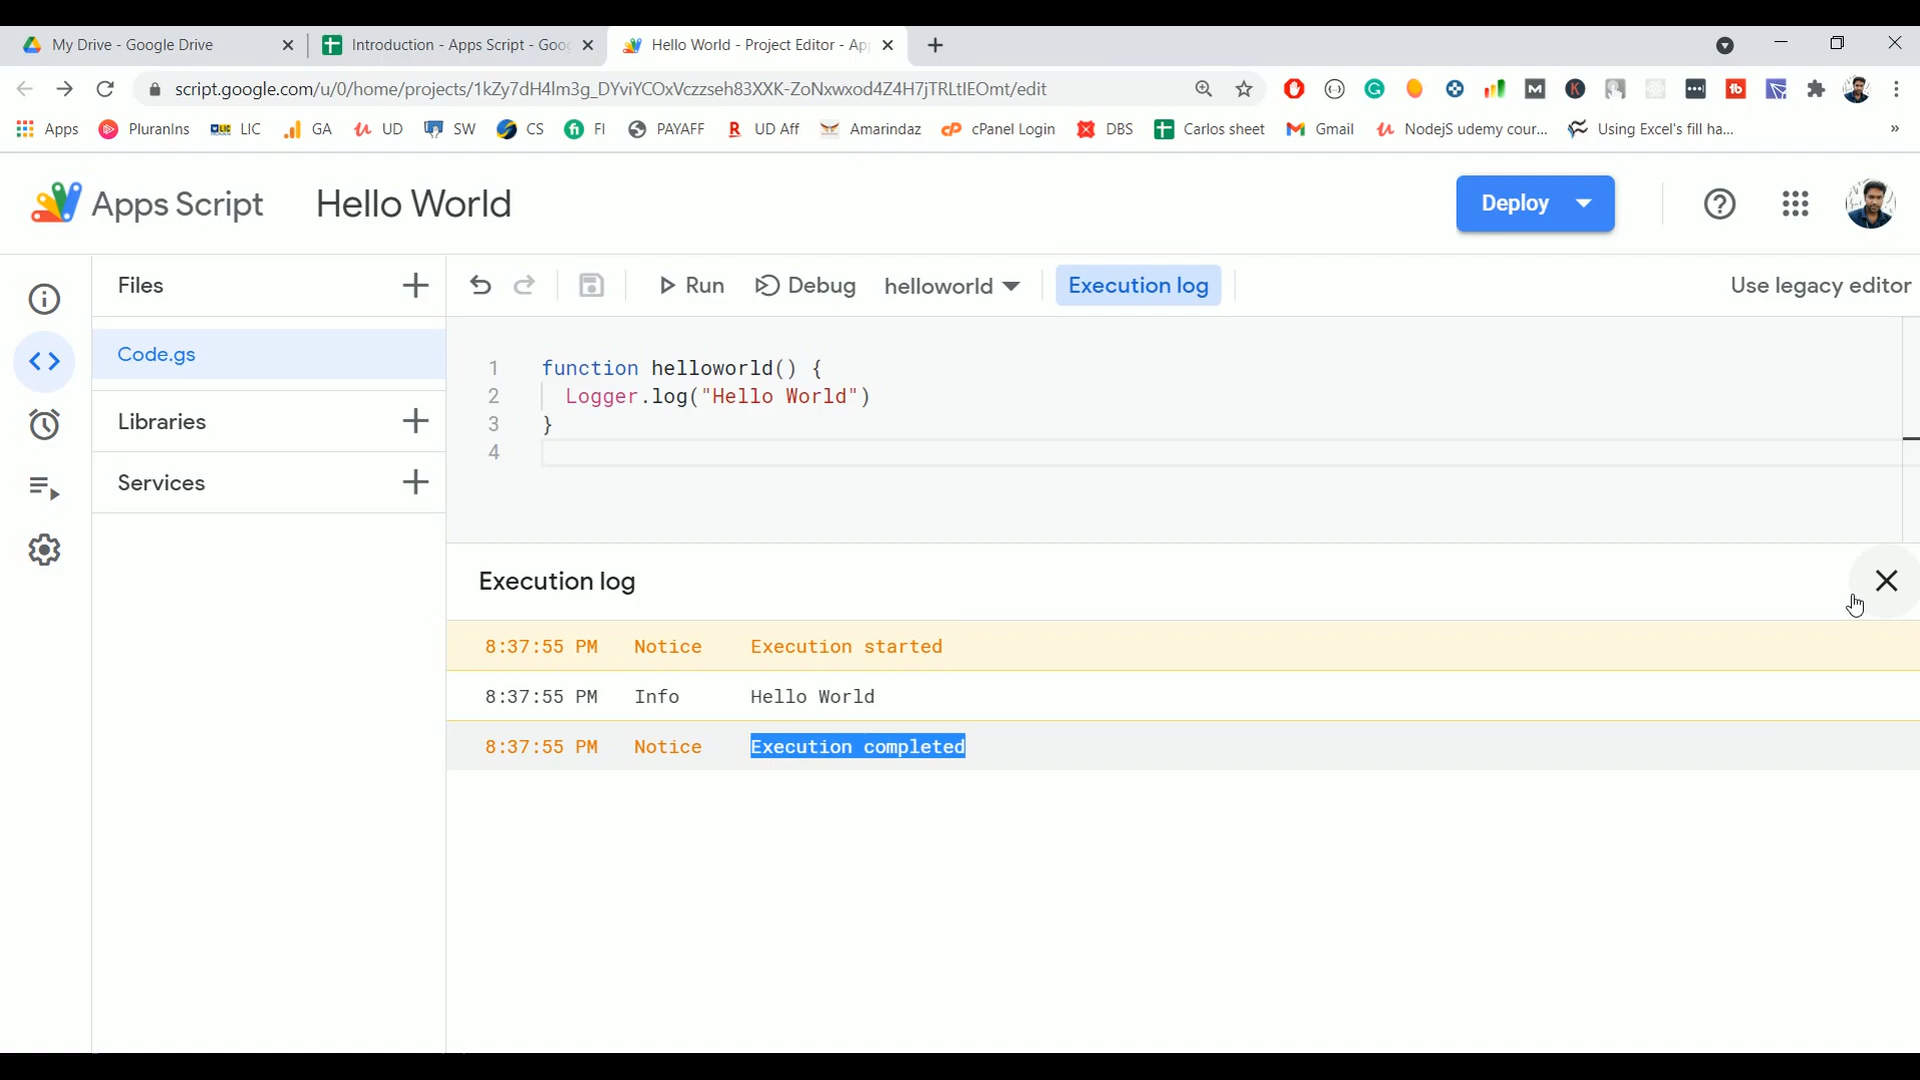 My Drive - Google Drive
Introduction - Apps Script - Goo
Hello World - Project Editor - Ap
script.google.com/u/0/home/projects/1kZy7dH4lm3g_DYviYCOxVczzseh83XXK-ZoNxwxod4Z4H7jTRLtlEOmt/edit
Apps
PluranIns
LIC
GA
UD
SW
CS
FI
PAYAFF
UD Aff
Amarindaz
cPanel Login
DBS
Carlos sheet
Gmail
NodejS udemy cour...
Using Excel's fill ha...
»
Apps Script
Hello World
Deploy
Files
Run
Debug
helloworld
Execution log
Use legacy editor
Code.gs
Libraries
Services
1 function helloworld() {
2 Logger.log("Hello World")
3 }
4
Execution log
8:37:55 PM Notice Execution started
8:37:55 PM Info Hello World
8:37:55 PM Notice Execution completed